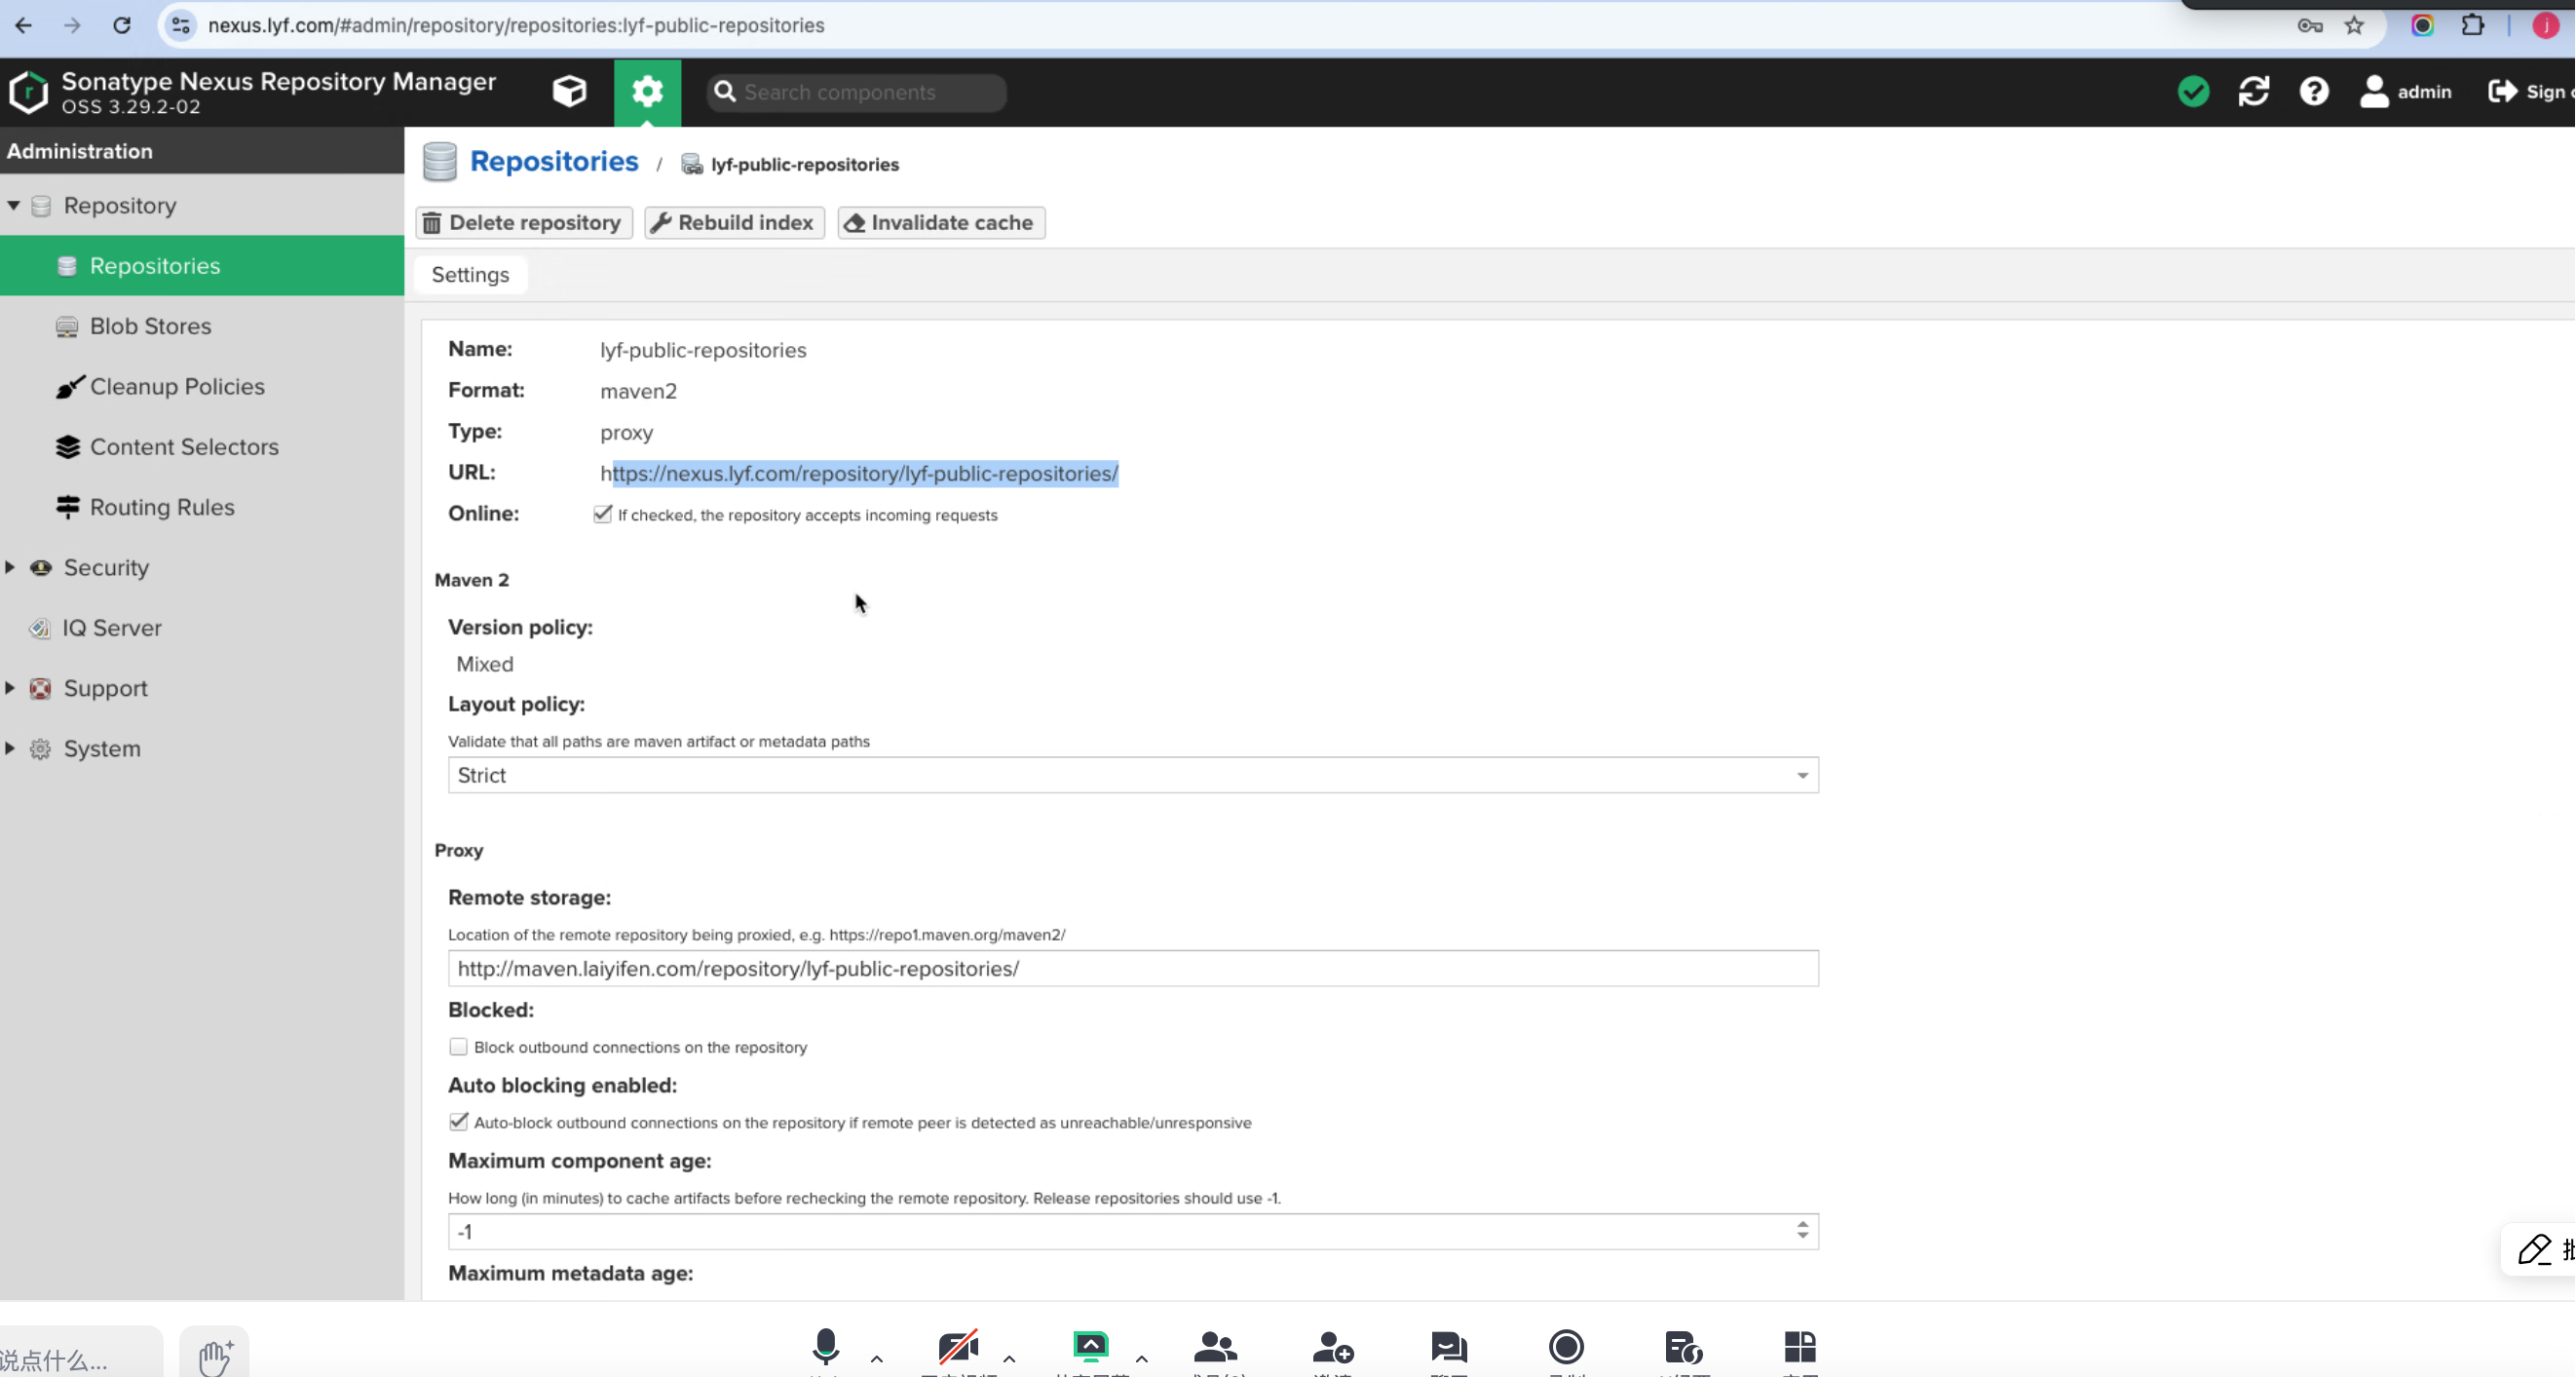 nexus.lyf.com/#admin/repository/repositories:lyf-public-repositories
j
Sonatype Nexus Repository Manager
OSS 3.29.2-02
Search components
admin
Sign
Administration
Repository
Repositories
Blob Stores
Cleanup Policies
Content Selectors
Routing Rules
Security
IQ Server
Support
System
Repositories / lyf-public-repositories
Delete repository
Rebuild index
Invalidate cache
Settings
Name: lyf-public-repositories
Format: maven2
Type: proxy
URL: https://nexus.lyf.com/repository/lyf-public-repositories/
Online: If checked, the repository accepts incoming requests
Maven 2
Version policy:
Mixed
Layout policy:
Validate that all paths are maven artifact or metadata paths
Strict
Proxy
Remote storage:
Location of the remote repository being proxied, e.g. https://repo1.maven.org/maven2/
http://maven.laiyifen.com/repository/lyf-public-repositories/
Blocked:
Block outbound connections on the repository
Auto blocking enabled:
Auto-block outbound connections on the repository if remote peer is detected as unreachable/unresponsive
Maximum component age:
How long (in minutes) to cache artifacts before rechecking the remote repository. Release repositories should use -1.
-1
Maximum metadata age:
说点什么...